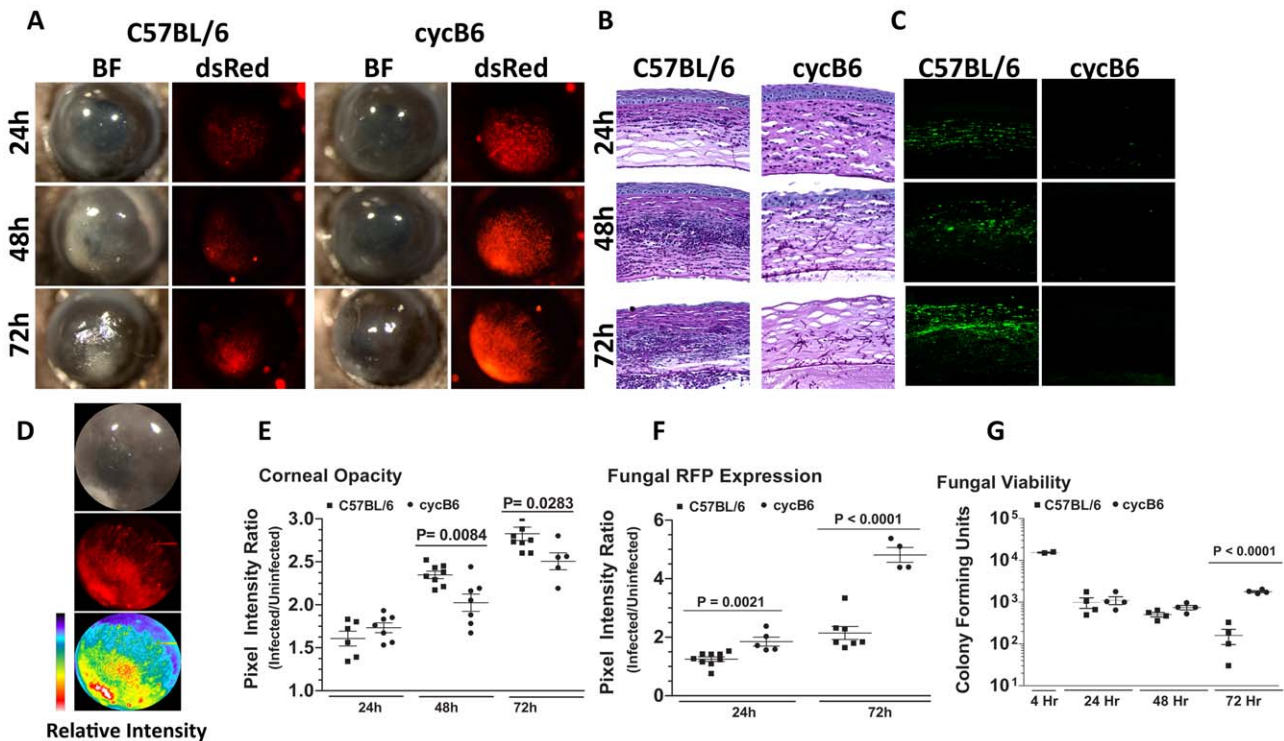 A
C57BL/6 cycB6
BF dsRed BF dsRed
24h
48h
72h
B
C57BL/6 cycB6
24h
48h
72h
C
C57BL/6 cycB6
D
Relative Intensity
E
Corneal Opacity
C57BL/6 cycB6
P= 0.0084
P= 0.0283
Pixel Intensity Ratio
(Infected/Uninfected)
3.0
2.5
2.0
1.5
1.0
24h 48h 72h
F
Fungal RFP Expression
C57BL/6 cycB6
P < 0.0001
P = 0.0021
Pixel Intensity Ratio
(Infected/Uninfected)
6
4
2
0
24h 72h
G
Fungal Viability
C57BL/6 cycB6
P < 0.0001
Colony Forming Units
10⁵
10⁴
10³
10²
10¹
4 Hr 24 Hr 48 Hr 72 Hr